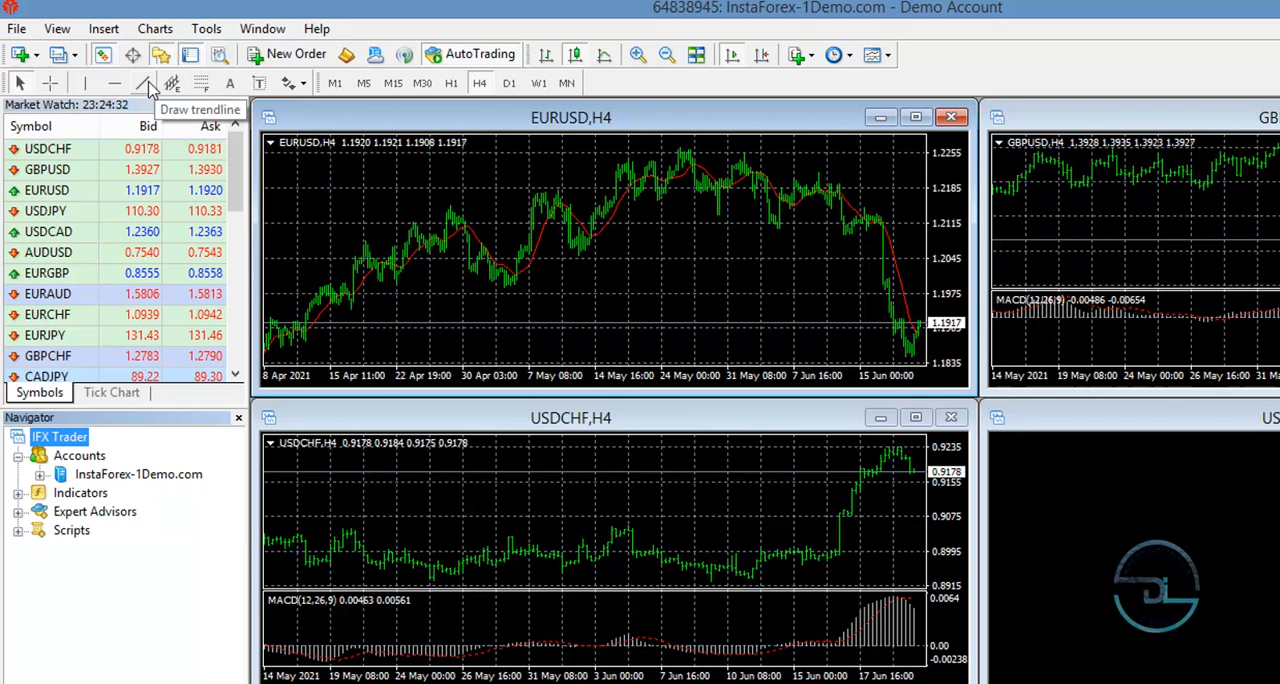 64838945: InstaForex-1Demo.com - Demo Account
File View Insert Charts Tools Window Help
New Order AutoTrading
A T M1 M5 M15 M30 H1 H4 D1 W1 MN
Draw trendline
Market Watch: 23:24:32
Symbol Bid Ask
USDCHF 0.9178 0.9181
GBPUSD 1.3927 1.3930
EURUSD 1.1917 1.1920
USDJPY 110.30 110.33
USDCAD 1.2360 1.2363
AUDUSD 0.7540 0.7543
EURGBP 0.8555 0.8558
EURAUD 1.5806 1.5813
EURCHF 1.0939 1.0942
EURJPY 131.43 131.46
GBPCHF 1.2783 1.2790
CADJPY 89.22 89.30
Symbols Tick Chart
Navigator
IFX Trader
Accounts
InstaForex-1Demo.com
Indicators
Expert Advisors
Scripts
EURUSD,H4
EURUSD,H4 1.1920 1.1921 1.1908 1.1917
1.2255
1.2185
1.2115
1.2045
1.1975
1.1917
1.1905
1.1835
8 Apr 2021 15 Apr 11:00 22 Apr 19:00 30 Apr 03:00 7 May 08:00 14 May 16:00 24 May 00:00 31 May 08:00 7 Jun 16:00 15 Jun 00:00
GB
GBPUSD,H4 1.3928 1.3935 1.3923 1.3927
MACD(12,26,9) -0.00486 -0.00654
14 May 2021 19 May 08:00 24 May 00:00 26 May 16:00 31 M
USDCHF,H4
USDCHF,H4 0.9178 0.9184 0.9175 0.9178
0.9235
0.9178
0.9155
0.9075
0.8995
0.8915
MACD(12,26,9) 0.00463 0.00561
0.0064
0.00
-0.00238
14 May 2021 19 May 08:00 24 May 00:00 26 May 16:00 31 May 08:00 3 Jun 00:00 7 Jun 16:00 10 Jun 08:00 15 Jun 00:00 17 Jun 16:00
US
DL